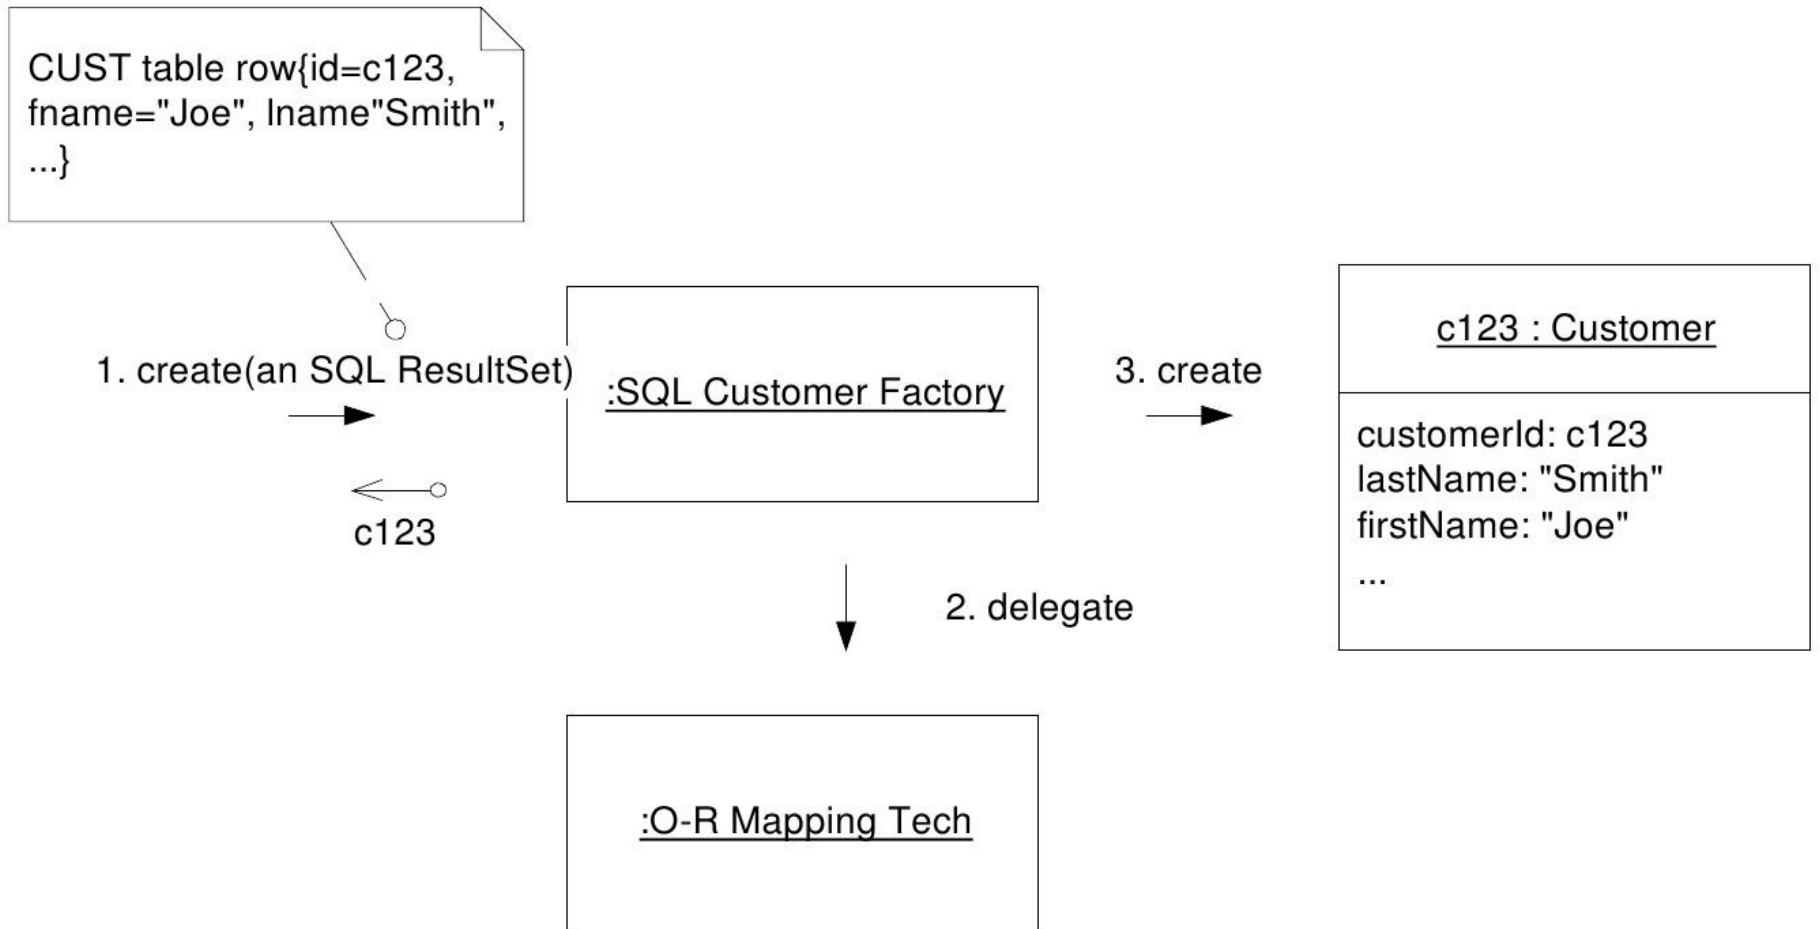 CUST table row{id=c123,
fname="Joe", lname"Smith",
...}
1. create(an SQL ResultSet)
:SQL Customer Factory
3. create
c123 : Customer
customerId: c123
lastName: "Smith"
firstName: "Joe"
...
c123
2. delegate
:O-R Mapping Tech